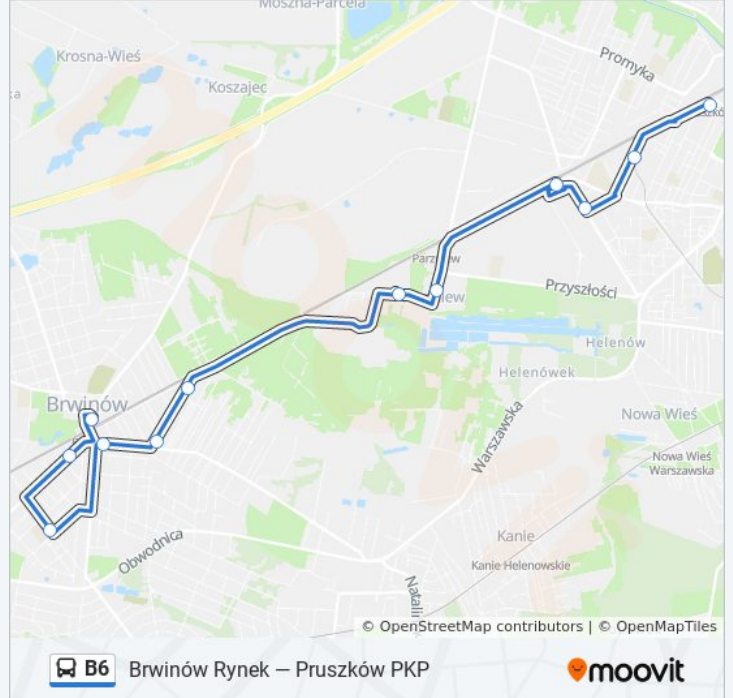 Moszna-Parcela
Krosna-Wieś
Promyka
Koszajec
Przyszłości
Helenów
Helenówek
Brwinów
Nowa Wieś
Warszawska
Nowa Wieś
Warszawska
Kanie
Obwodnica
Kanie Helenowskie
© OpenStreetMap contributors | © OpenMapTiles
B6 Brwinów Rynek — Pruszków PKP
moovit